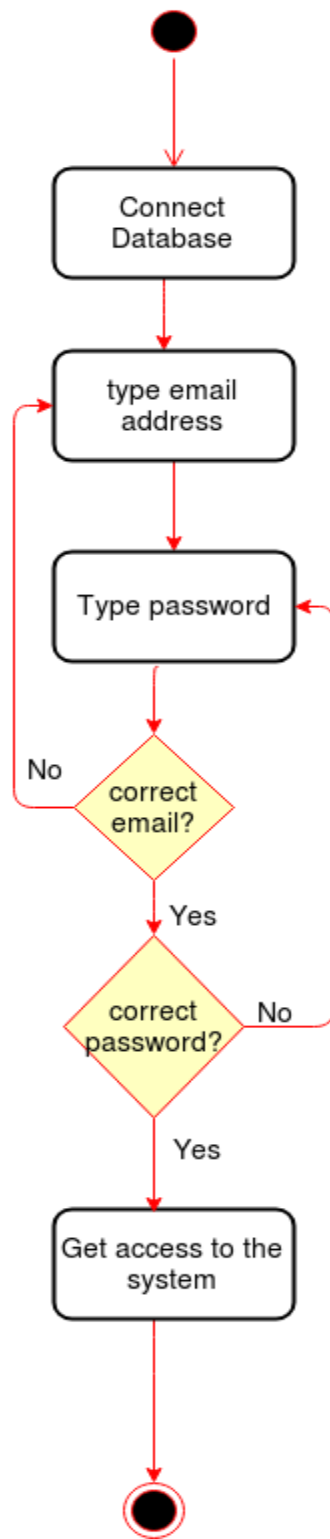 Connect
Database
type email
address
Type password
No
correct
email?
Yes
correct
password?
No
Yes
Get access to the
system